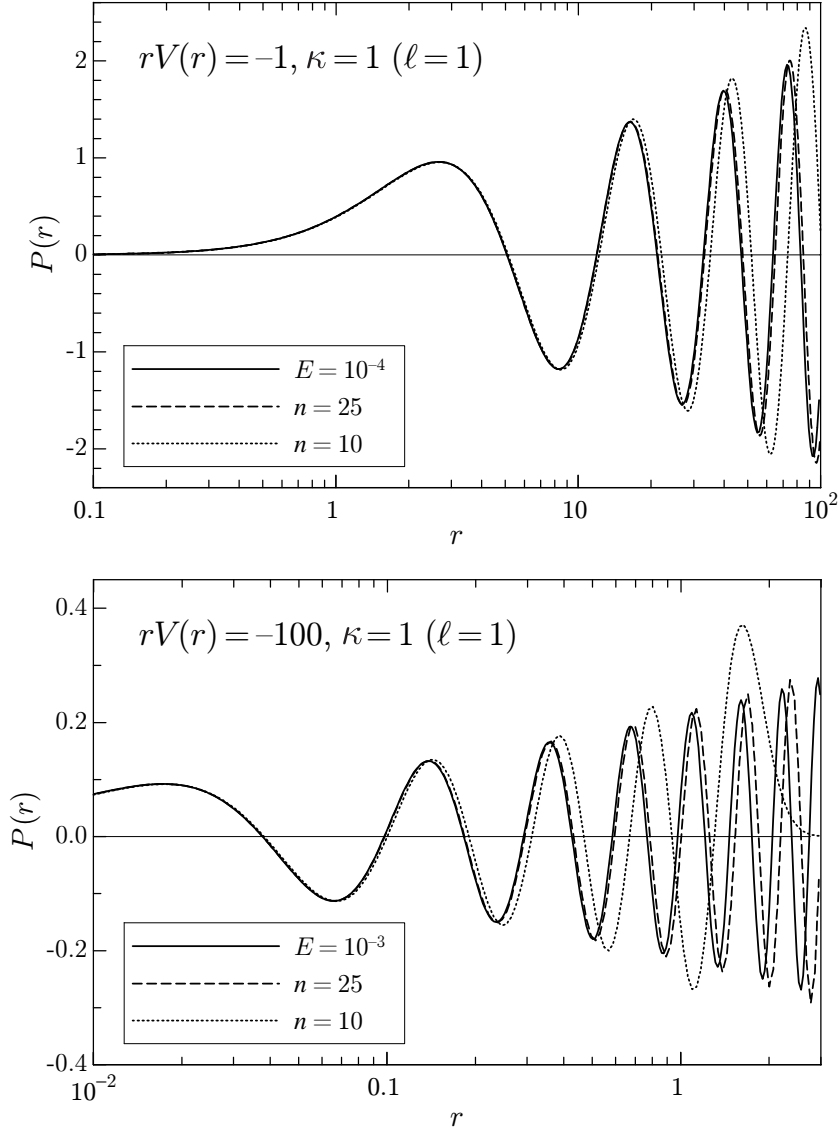 rV(r) = –1, κ = 1 (ℓ = 1)
2
1
0
-1
-2
P(r)
E = 10⁻⁴
n = 25
n = 10
0.1 1 10 10²
r
rV(r) = –100, κ = 1 (ℓ = 1)
0.4
0.2
0.0
-0.2
-0.4
P(r)
E = 10⁻³
n = 25
n = 10
10⁻² 0.1 1
r